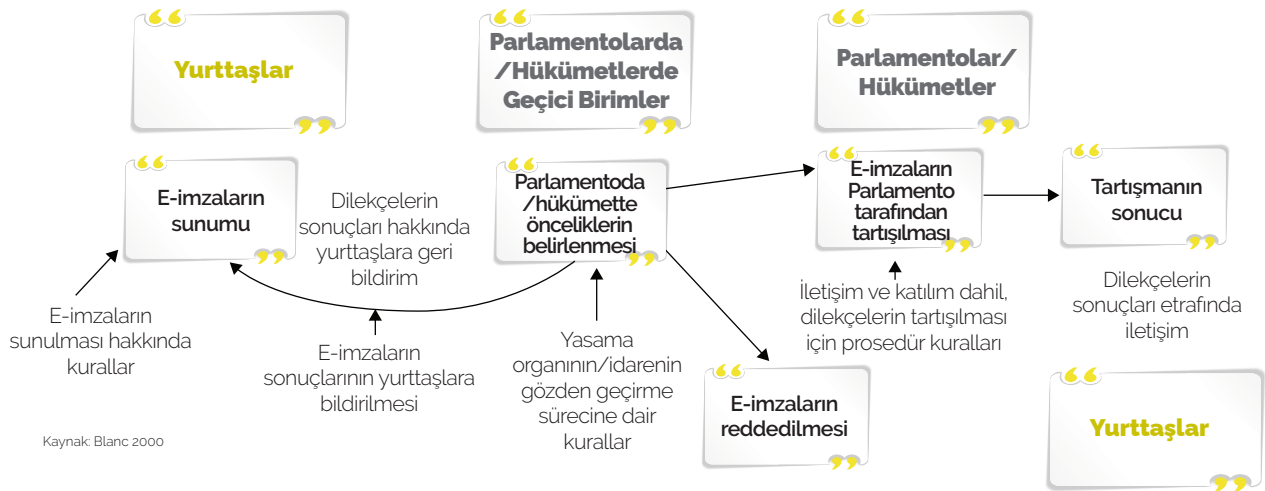 Yurttaşlar
Parlamentolarda
/Hükümetlerde
Geçici Birimler
Parlamentolar/
Hükümetler
E-imzaların
sunumu
Dilekçelerin
sonuçları hakkında
yurttaşlara geri
bildirim
Parlamentoda
/hükümette
önceliklerin
belirlenmesi
E-imzaların
Parlamento
tarafından
tartışılması
Tartışmanın
sonucu
E-imzaların
sunulması hakkında
kurallar
E-imzaların
sonuçlarının yurttaşlara
bildirilmesi
Yasama
organının/idarenin
gözden geçirme
sürecine dair
kurallar
E-imzaların
reddedilmesi
İletişim ve katılım dahil,
dilekçelerin tartışılması
için prosedür kuralları
Dilekçelerin
sonuçları etrafında
iletişim
Yurttaşlar
Kaynak: Blanc 2000